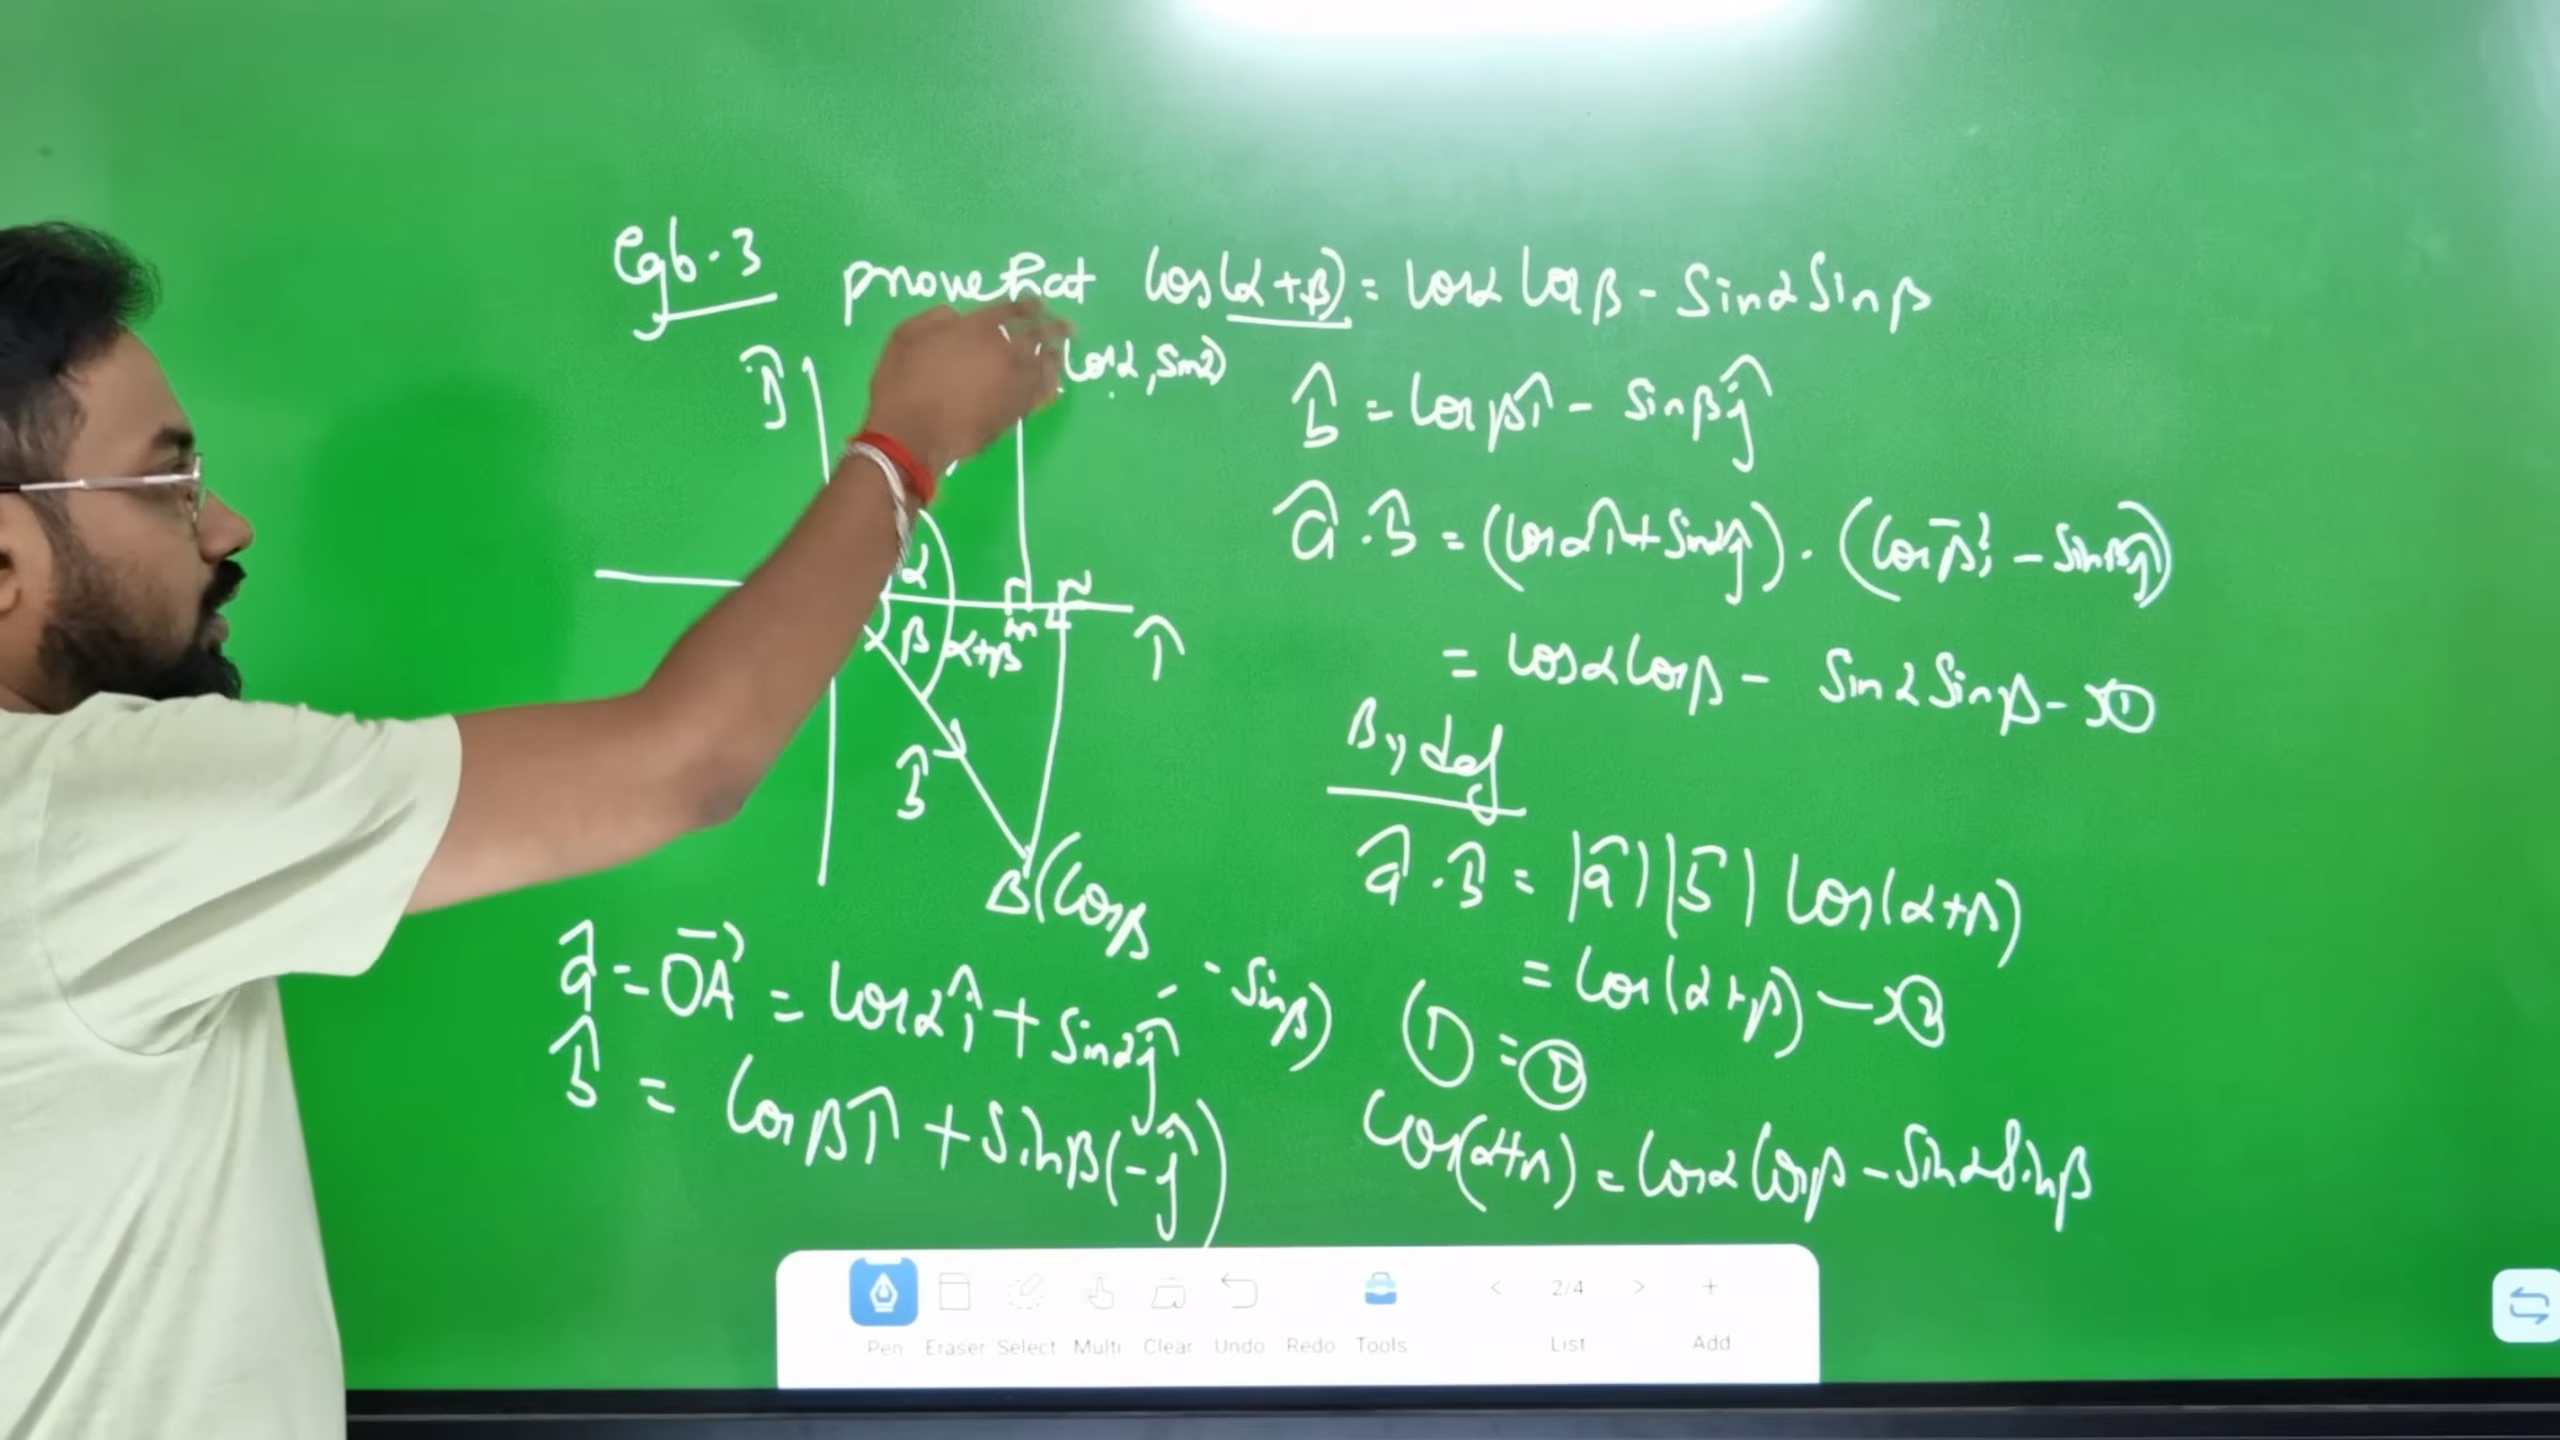 Eg 6.3 prove that cos(α+β) = cosα cosβ - sinα sinβ
ĵ
(cosα, sinα)
α
β α+β
m
N
î
b̂
B(cosβ
- sinβ)
â = OA⃗ = cosα î + sinα ĵ
b̂ = cosβ î + sinβ(-ĵ)
b̂ = cosβ î - sinβ ĵ
â . b̂ = (cosα î + sinα ĵ) . (cosβ î - sinβ ĵ)
= cosα cosβ - sinα sinβ -> ①
By def
â . b̂ = |â| |b̂| cos(α+β)
= cos(α+β) -> ②
① = ②
cos(α+β) = cosα cosβ - sinα sinβ
2/4
Pen Eraser Select Multi Clear Undo Redo Tools List Add